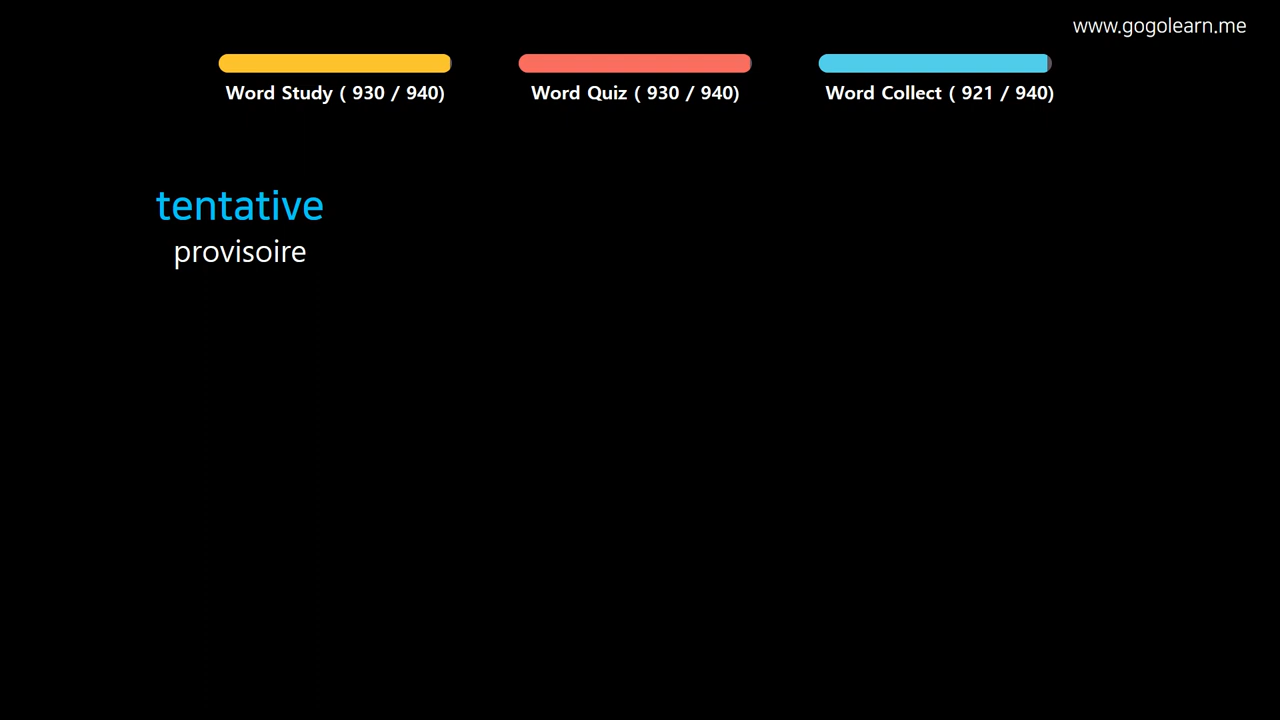 www.gogolearn.me
Word Study ( 930 / 940)
Word Quiz ( 930 / 940)
Word Collect ( 921 / 940)
tentative
provisoire